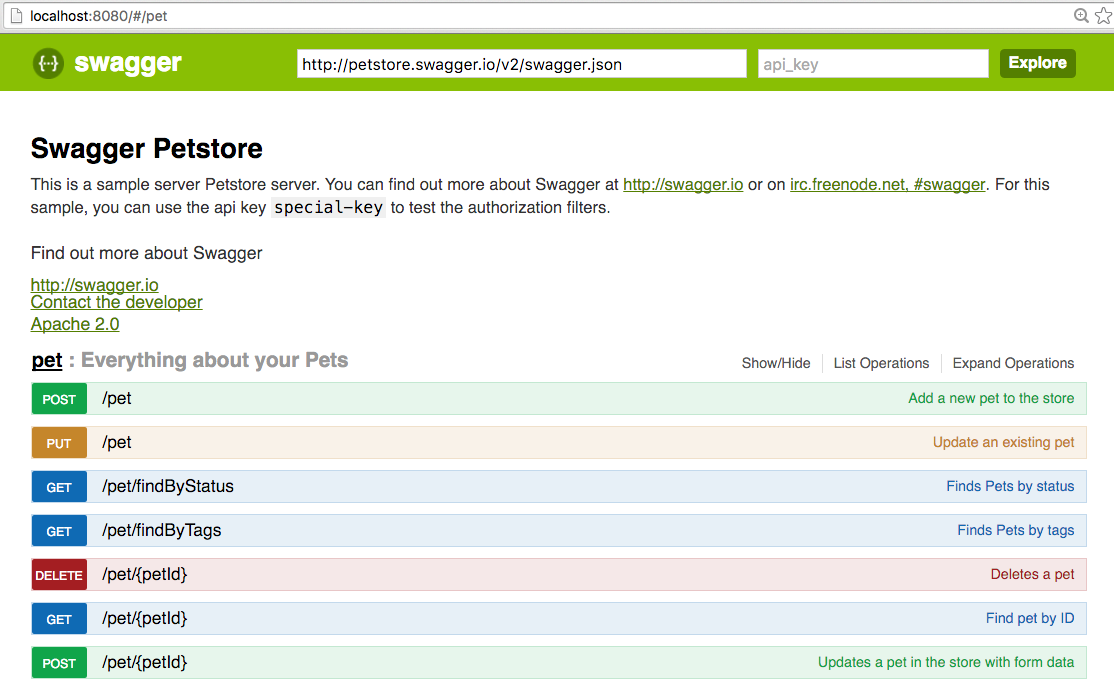 localhost:8080/#/pet
{··} swagger http://petstore.swagger.io/v2/swagger.json api_key Explore
Swagger Petstore
This is a sample server Petstore server. You can find out more about Swagger at http://swagger.io or on irc.freenode.net, #swagger. For this
sample, you can use the api key special-key to test the authorization filters.
Find out more about Swagger
http://swagger.io
Contact the developer
Apache 2.0
pet : Everything about your Pets Show/Hide List Operations Expand Operations
POST /pet Add a new pet to the store
PUT /pet Update an existing pet
GET /pet/findByStatus Finds Pets by status
GET /pet/findByTags Finds Pets by tags
DELETE /pet/{petId} Deletes a pet
GET /pet/{petId} Find pet by ID
POST /pet/{petId} Updates a pet in the store with form data